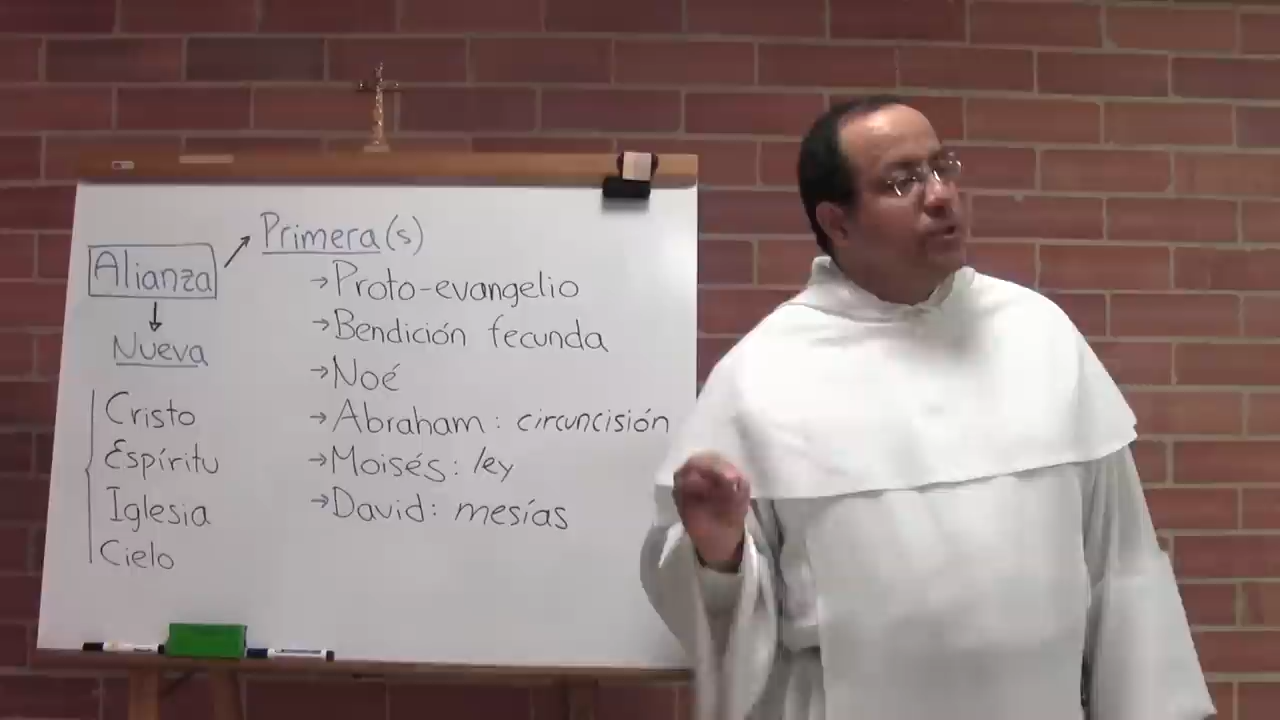 Primera(s)
Alianza
Proto-evangelio
Bendición fecunda
Nueva
Noé
Cristo
Abraham: circuncisión
Espíritu
Moisés: ley
Iglesia
David: mesías
Cielo